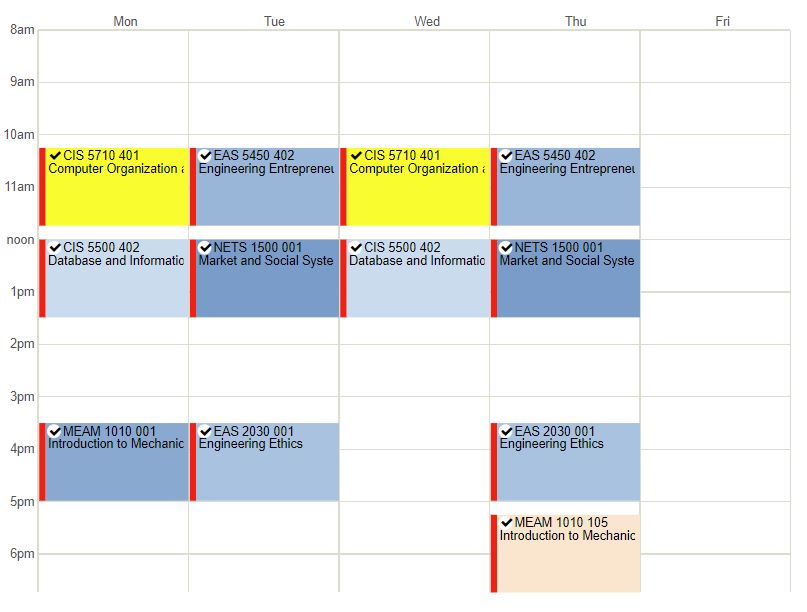 Mon Tue Wed Thu Fri
8am
9am
10am
CIS 5710 401
Computer Organization a
EAS 5450 402
Engineering Entrepreneu
CIS 5710 401
Computer Organization a
EAS 5450 402
Engineering Entrepreneu
11am
noon
CIS 5500 402
Database and Informatio
NETS 1500 001
Market and Social Syste
CIS 5500 402
Database and Informatio
NETS 1500 001
Market and Social Syste
1pm
2pm
3pm
MEAM 1010 001
Introduction to Mechanic
EAS 2030 001
Engineering Ethics
EAS 2030 001
Engineering Ethics
4pm
5pm
MEAM 1010 105
Introduction to Mechanic
6pm